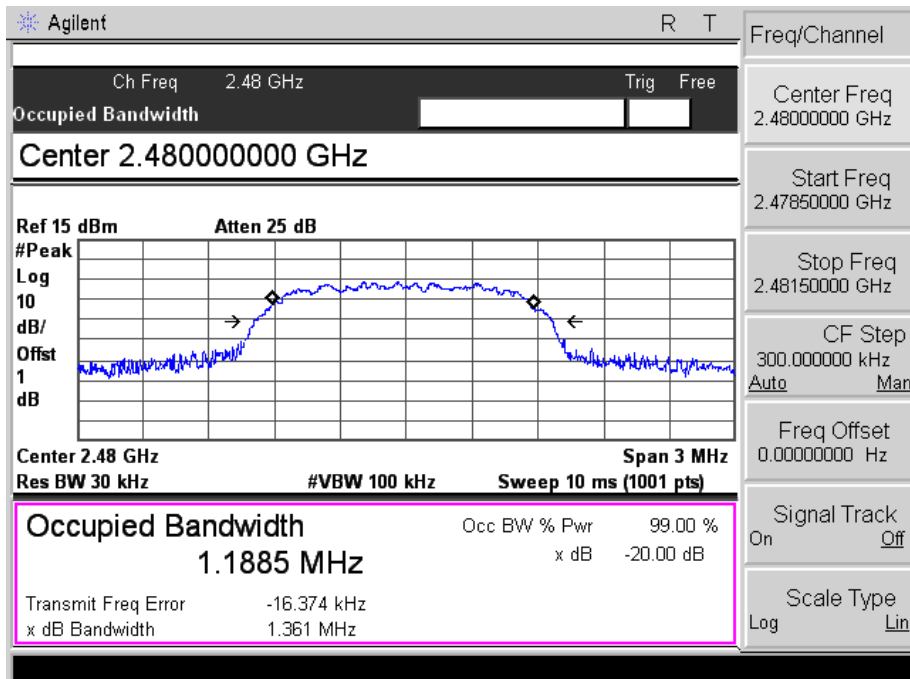 Agilent R T
Ch Freq 2.48 GHz Trig Free
Occupied Bandwidth
Center 2.480000000 GHz
Ref 15 dBm Atten 25 dB
#Peak
Log
10
dB/
Offst
1
dB
Center 2.48 GHz Span 3 MHz
Res BW 30 kHz #VBW 100 kHz Sweep 10 ms (1001 pts)
Occupied Bandwidth
1.1885 MHz
Occ BW % Pwr 99.00 %
x dB -20.00 dB
Transmit Freq Error -16.374 kHz
x dB Bandwidth 1.361 MHz
Freq/Channel
Center Freq
2.48000000 GHz
Start Freq
2.47850000 GHz
Stop Freq
2.48150000 GHz
CF Step
300.000000 kHz
Auto Man
Freq Offset
0.00000000 Hz
Signal Track
On Off
Scale Type
Log Lin